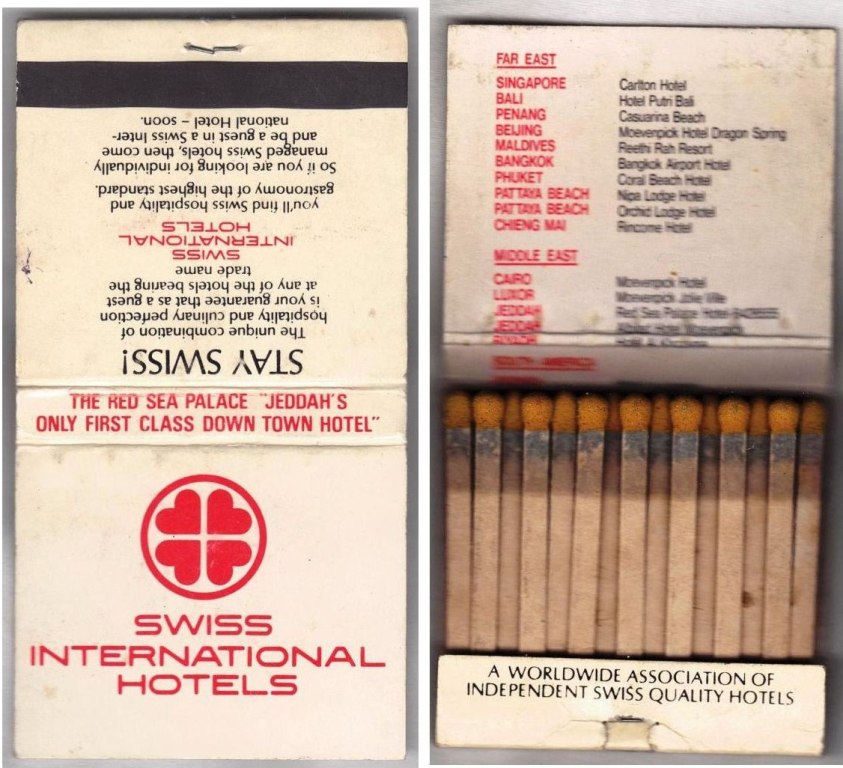 STAY SWISS!
The unique combination of
hospitality and culinary perfection
is your guarantee that as a guest
at any of the hotels bearing the
trade name
SWISS
INTERNATIONAL
HOTELS
you'll find Swiss hospitality and
gastronomy of the highest standard.
So if you are looking for individually
managed Swiss hotels, then come
and be a guest in a Swiss Inter-
national Hotel – soon.
THE RED SEA PALACE "JEDDAH'S
ONLY FIRST CLASS DOWN TOWN HOTEL"
SWISS
INTERNATIONAL
HOTELS
FAR EAST
SINGAPORE Carlton Hotel
BALI Hotel Putri Bali
PENANG Casuarina Beach
BEIJING Moevenpick Hotel Dragon Spring
MALDIVES Reethi Rah Resort
BANGKOK Bangkok Airport Hotel
PHUKET Coral Beach Hotel
PATTAYA BEACH Nipa Lodge Hotel
PATTAYA BEACH Orchid Lodge Hotel
CHIENG MAI Rincome Hotel
MIDDLE EAST
CAIRO Moevenpick Hotel
LUXOR Moevenpick Jolie Ville
JEDDAH Red Sea Palace Hotel
JEDDAH Hotel Moevenpick
RIYADH
SOUTH AMERICA
A WORLDWIDE ASSOCIATION OF
INDEPENDENT SWISS QUALITY HOTELS